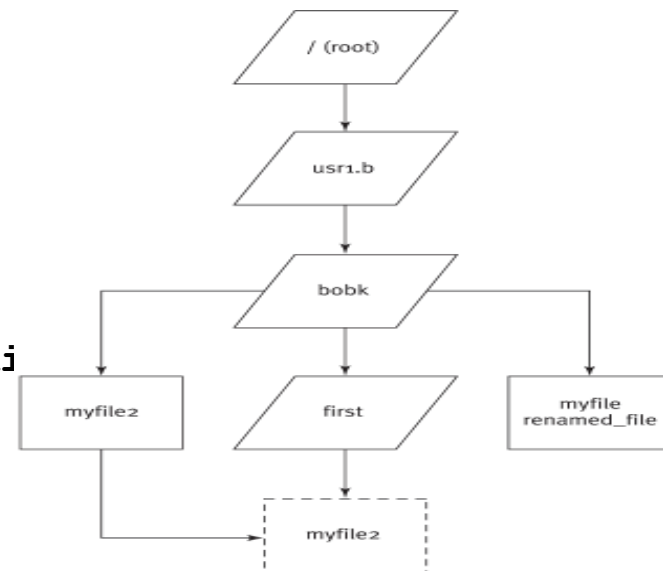 / (root)
usr1.b
bobk
j
myfile2
first
myfile
renamed_file
myfile2